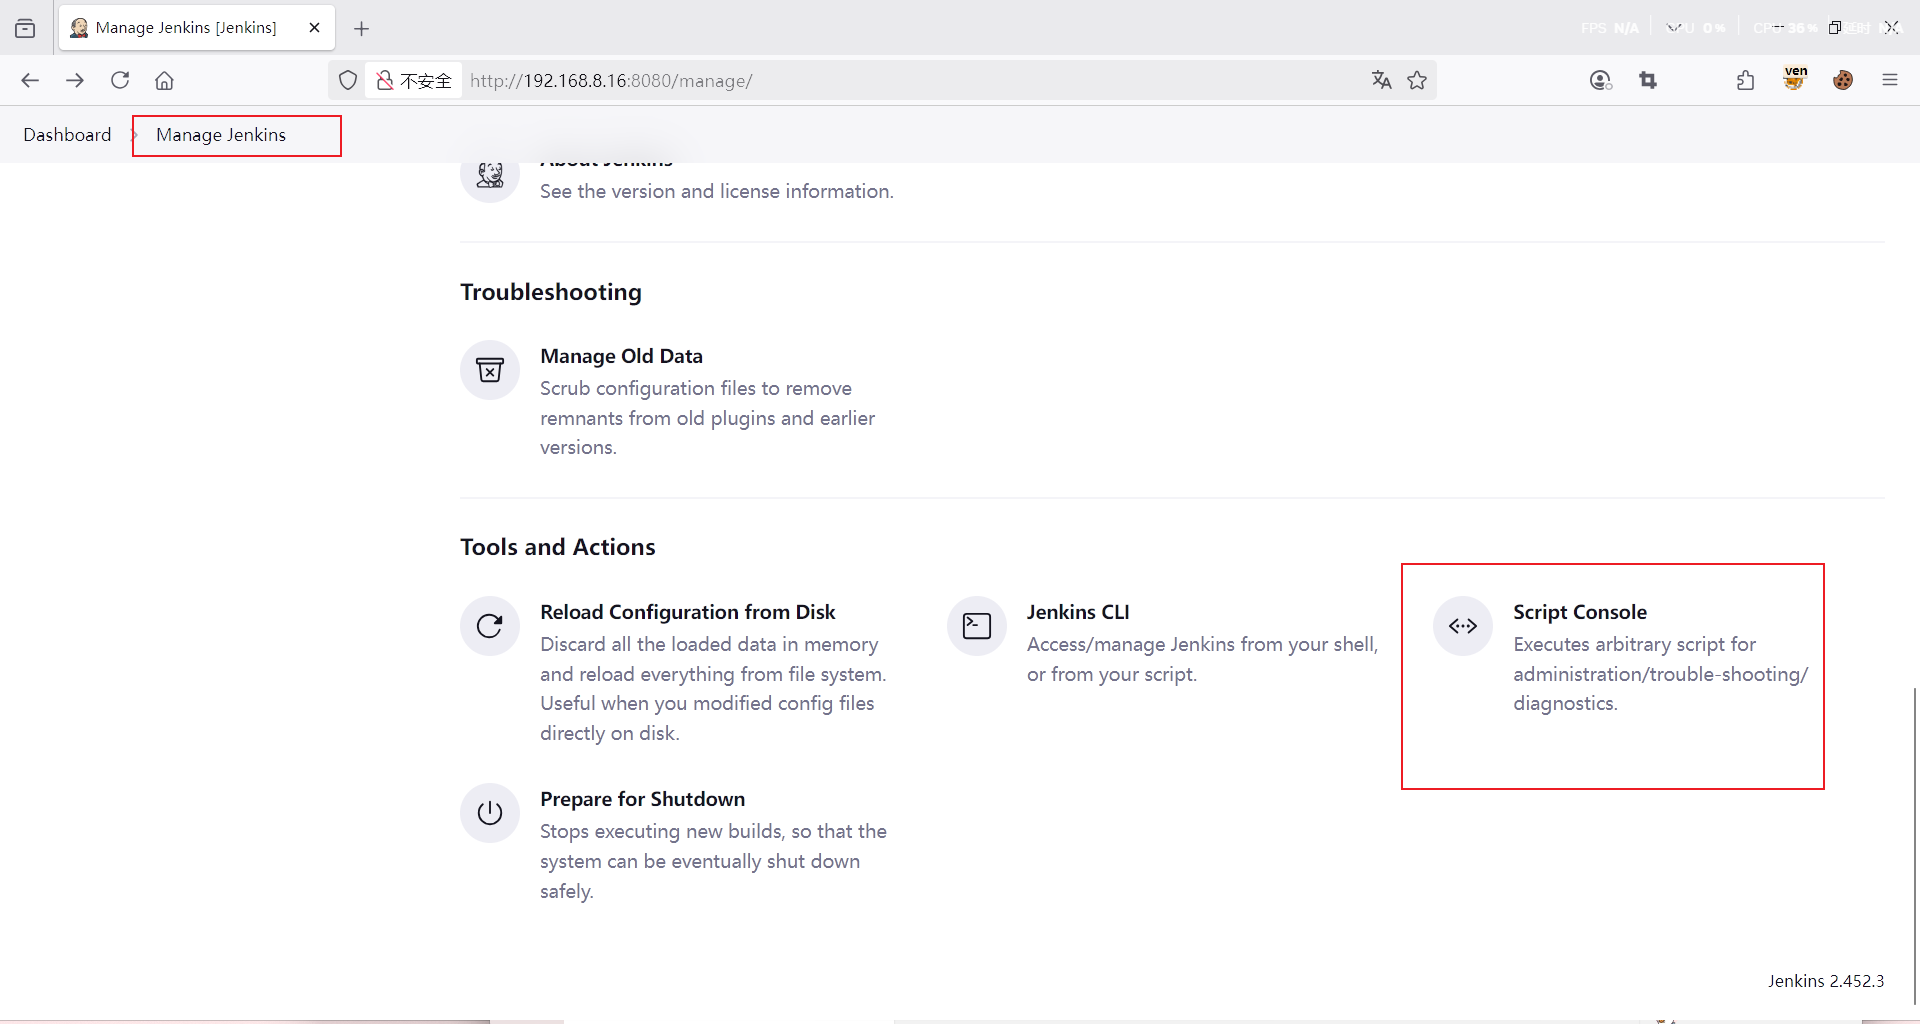 Manage Jenkins [Jenkins]
FPS N/A GPU 0% CPU 36% 延时 N/A
不安全 http://192.168.8.16:8080/manage/
ven
Dashboard Manage Jenkins
About Jenkins
See the version and license information.
Troubleshooting
Manage Old Data
Scrub configuration files to remove
remnants from old plugins and earlier
versions.
Tools and Actions
Reload Configuration from Disk
Discard all the loaded data in memory
and reload everything from file system.
Useful when you modified config files
directly on disk.
Jenkins CLI
Access/manage Jenkins from your shell,
or from your script.
Script Console
Executes arbitrary script for
administration/trouble-shooting/
diagnostics.
Prepare for Shutdown
Stops executing new builds, so that the
system can be eventually shut down
safely.
Jenkins 2.452.3